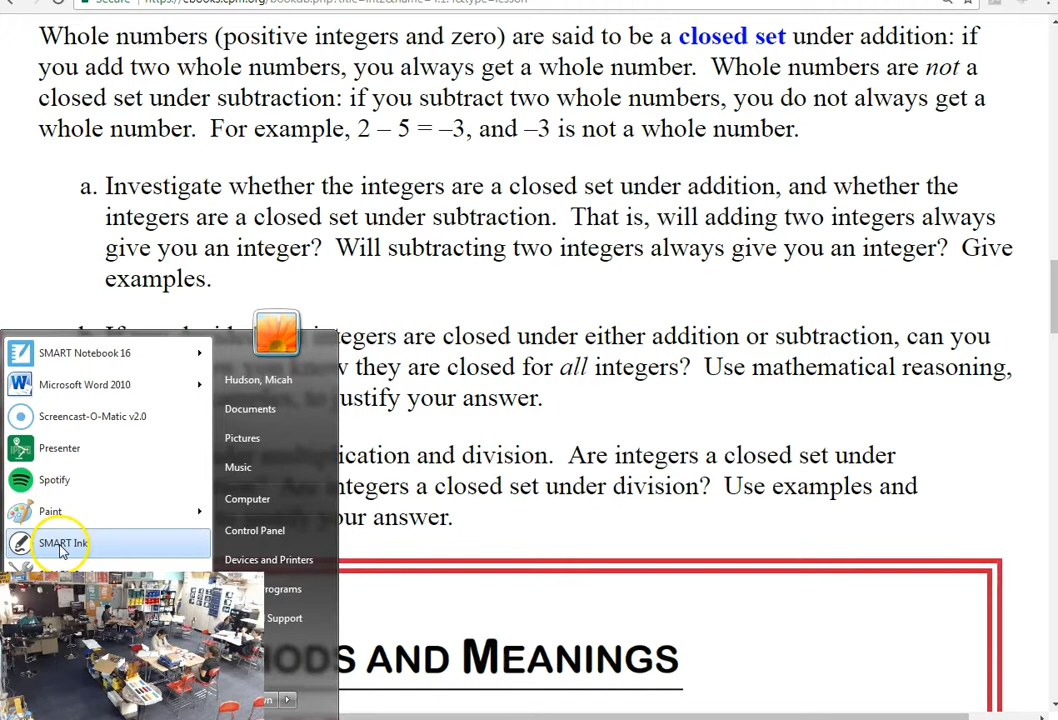 Whole numbers (positive integers and zero) are said to be a closed set under addition: if
you add two whole numbers, you always get a whole number. Whole numbers are not a
closed set under subtraction: if you subtract two whole numbers, you do not always get a
whole number. For example, 2 – 5 = –3, and –3 is not a whole number.
a. Investigate whether the integers are a closed set under addition, and whether the
integers are a closed set under subtraction. That is, will adding two integers always
give you an integer? Will subtracting two integers always give you an integer? Give
examples.
integers are closed under either addition or subtraction, can you
they are closed for all integers? Use mathematical reasoning,
justify your answer.
ication and division. Are integers a closed set under
integers a closed set under division? Use examples and
your answer.
SMART Notebook 16
Microsoft Word 2010
Screencast-O-Matic v2.0
Presenter
Spotify
Paint
SMART Ink
Hudson, Micah
Documents
Pictures
Music
Computer
Control Panel
Devices and Printers
rograms
Support
ODS AND MEANINGS